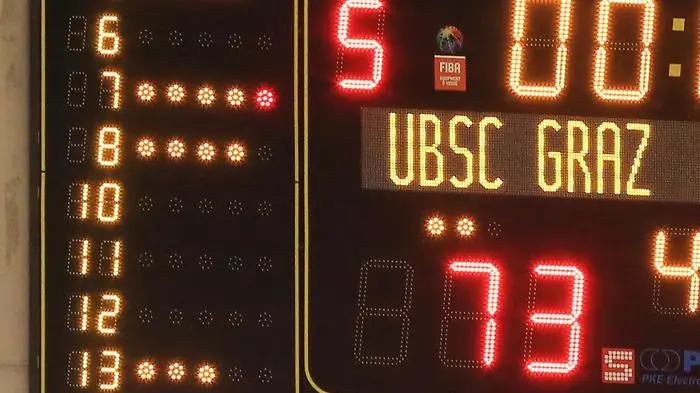 6
7
8
10
11
12
13
5
FIBA
00:
UBSC GRAZ
73
4
S
PKE Electro